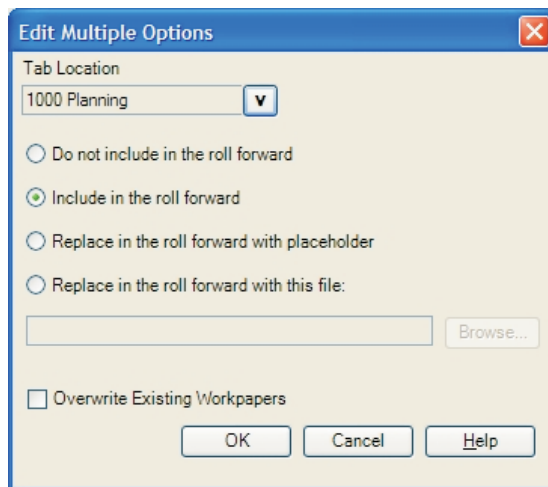 Edit Multiple Options
Tab Location
1000 Planning
v
Do not include in the roll forward
Include in the roll forward
Replace in the roll forward with placeholder
Replace in the roll forward with this file:
Browse...
Overwrite Existing Workpapers
OK Cancel Help